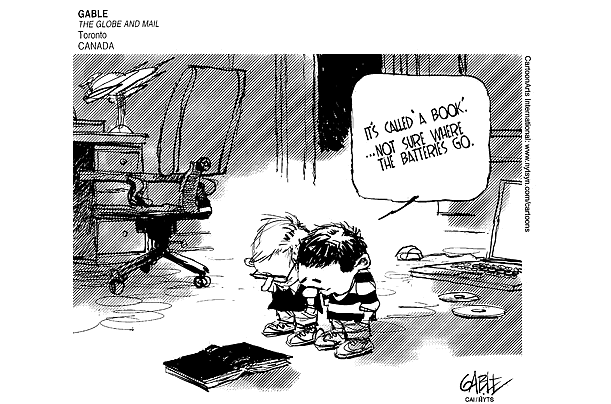 GABLE
THE GLOBE AND MAIL
Toronto
CANADA
IT'S CALLED 'A BOOK'.
...NOT SURE WHERE
THE BATTERIES GO.
CartoonArts International: www.nytsyn.com/cartoons
GABLE
CAI/NYTS